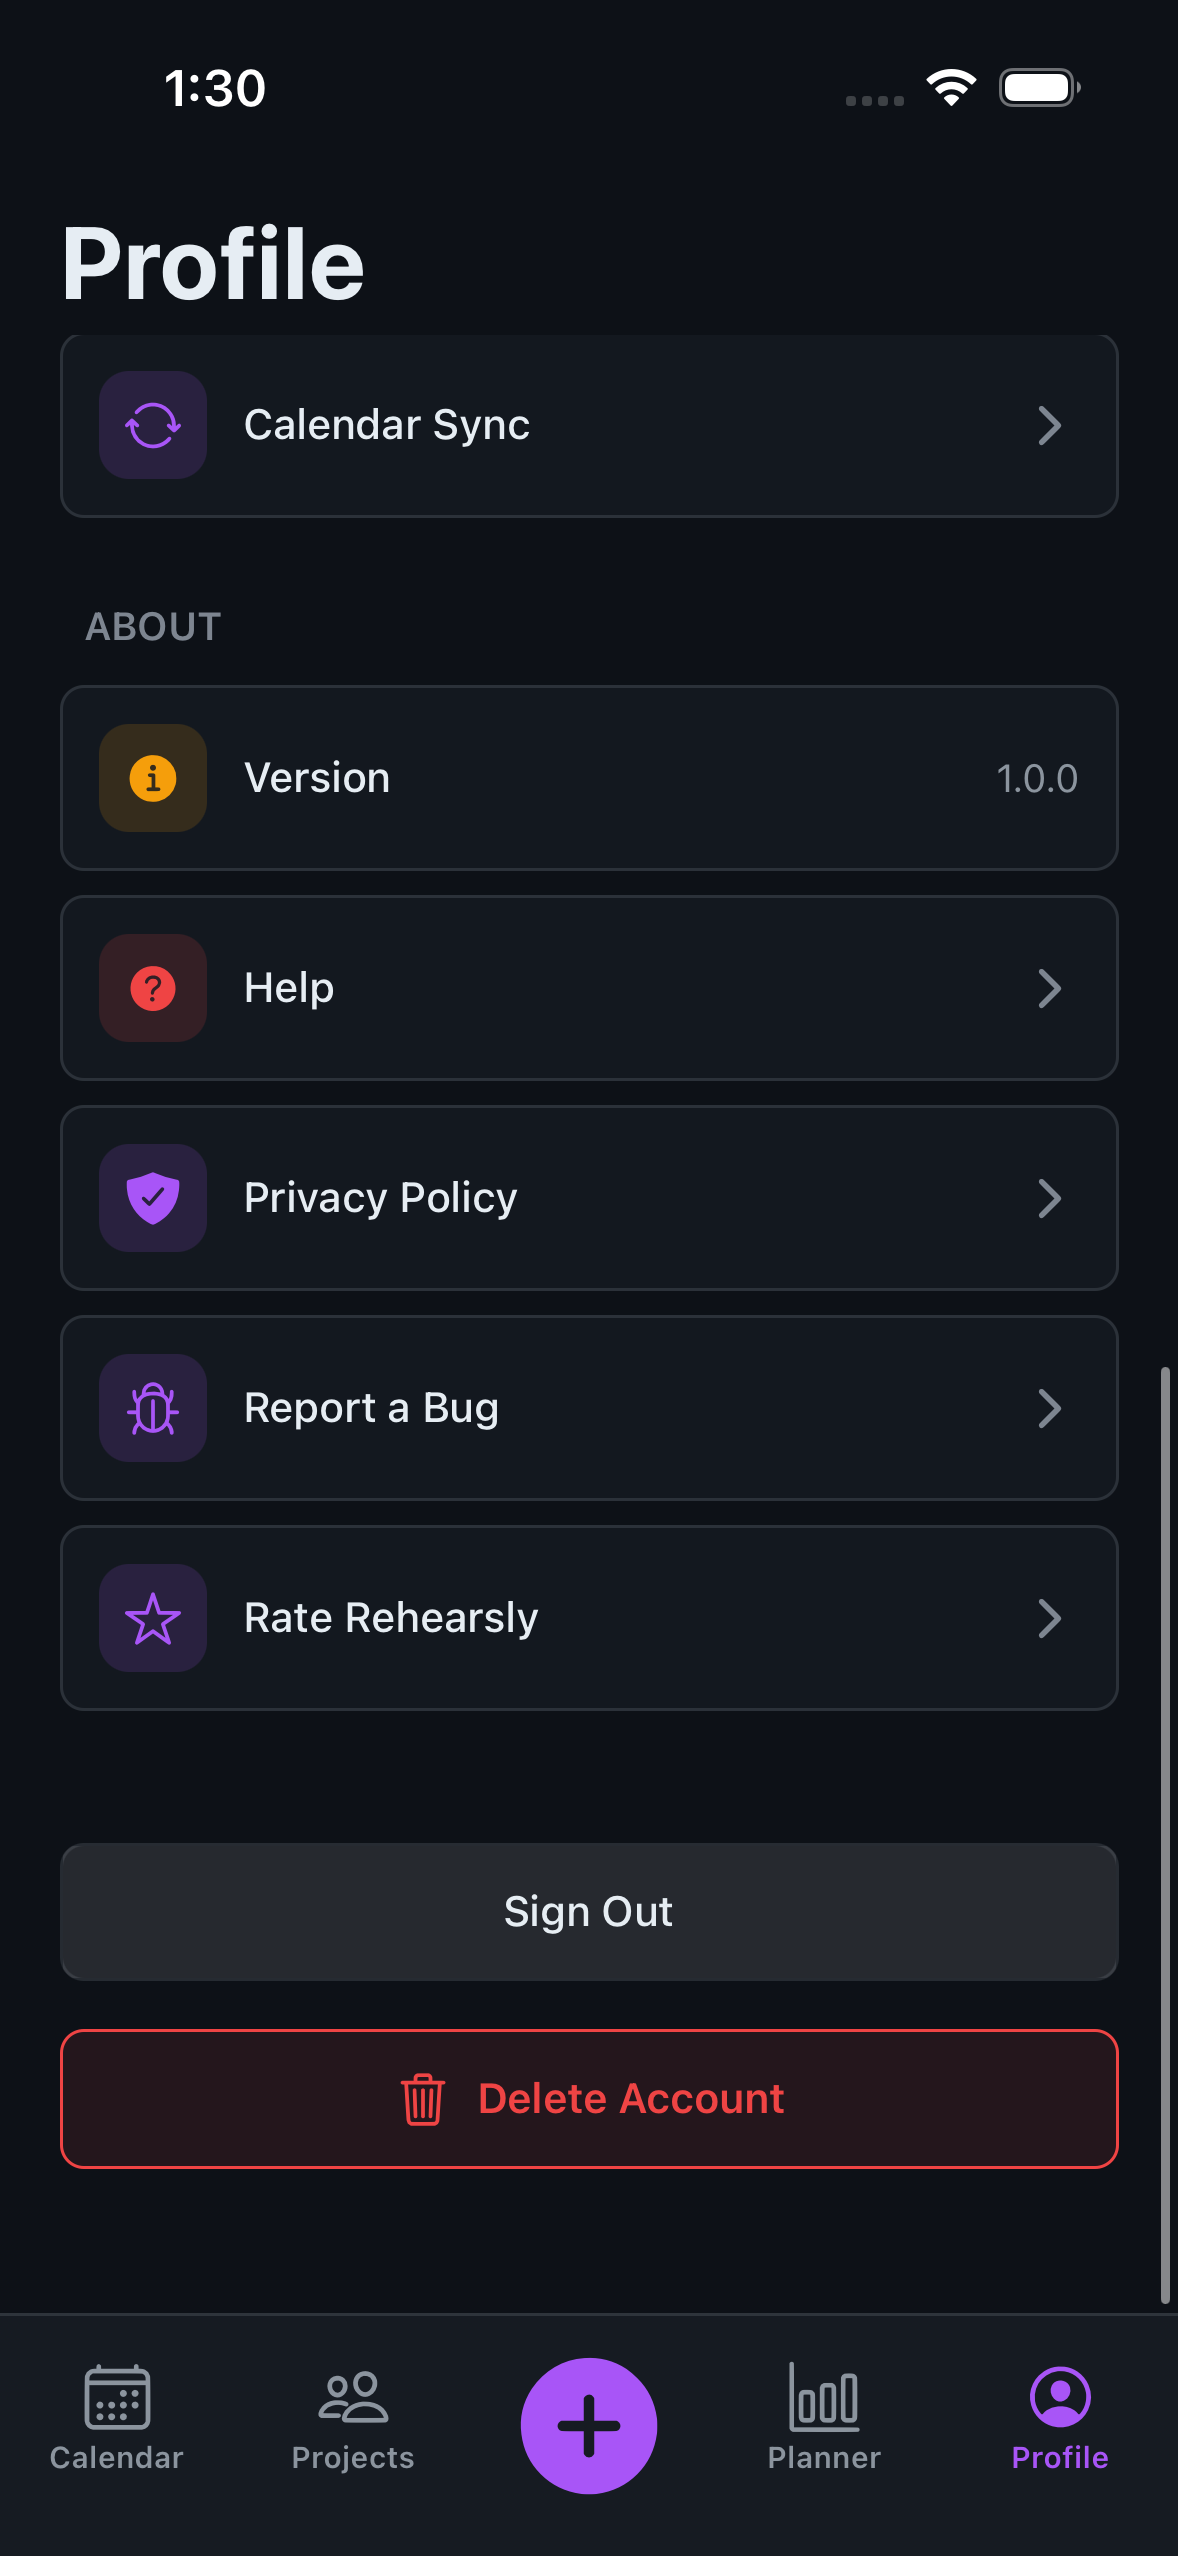 1:30
Profile
Calendar Sync
ABOUT
Version
1.0.0
Help
Privacy Policy
Report a Bug
Rate Rehearsly
Sign Out
Delete Account
Calendar
Projects
Planner
Profile